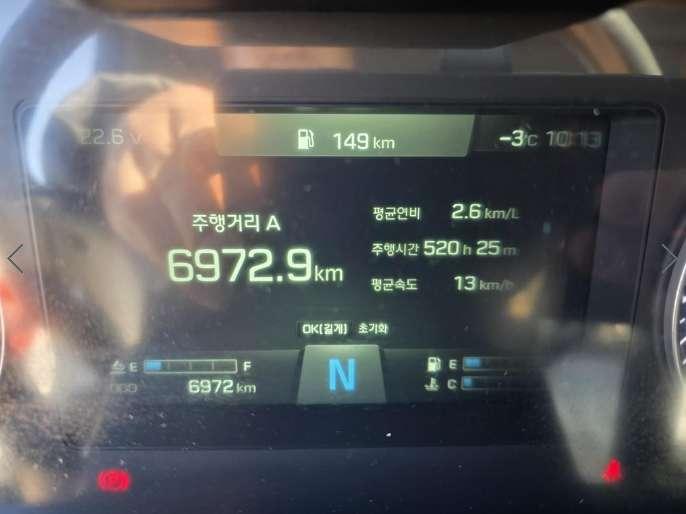 22.6 V
149 km
-3°C 10:13
주행거리 A
6972.9 km
평균연비 2.6 km/L
주행시간 520 h 25 m
평균속도 13 km/h
OK[길게] 초기화
E F
ODO 6972 km
N
E
C